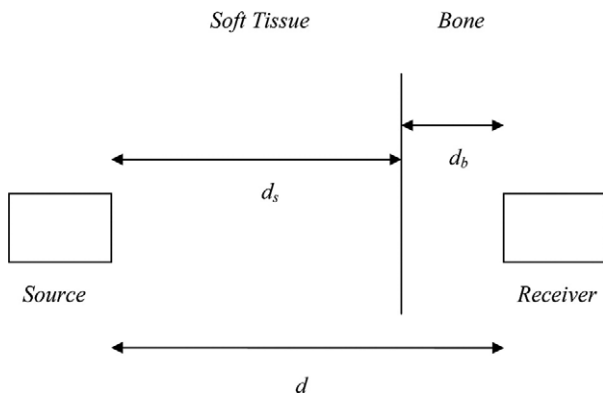 Soft Tissue Bone
d_b
d_s
Source Receiver
d